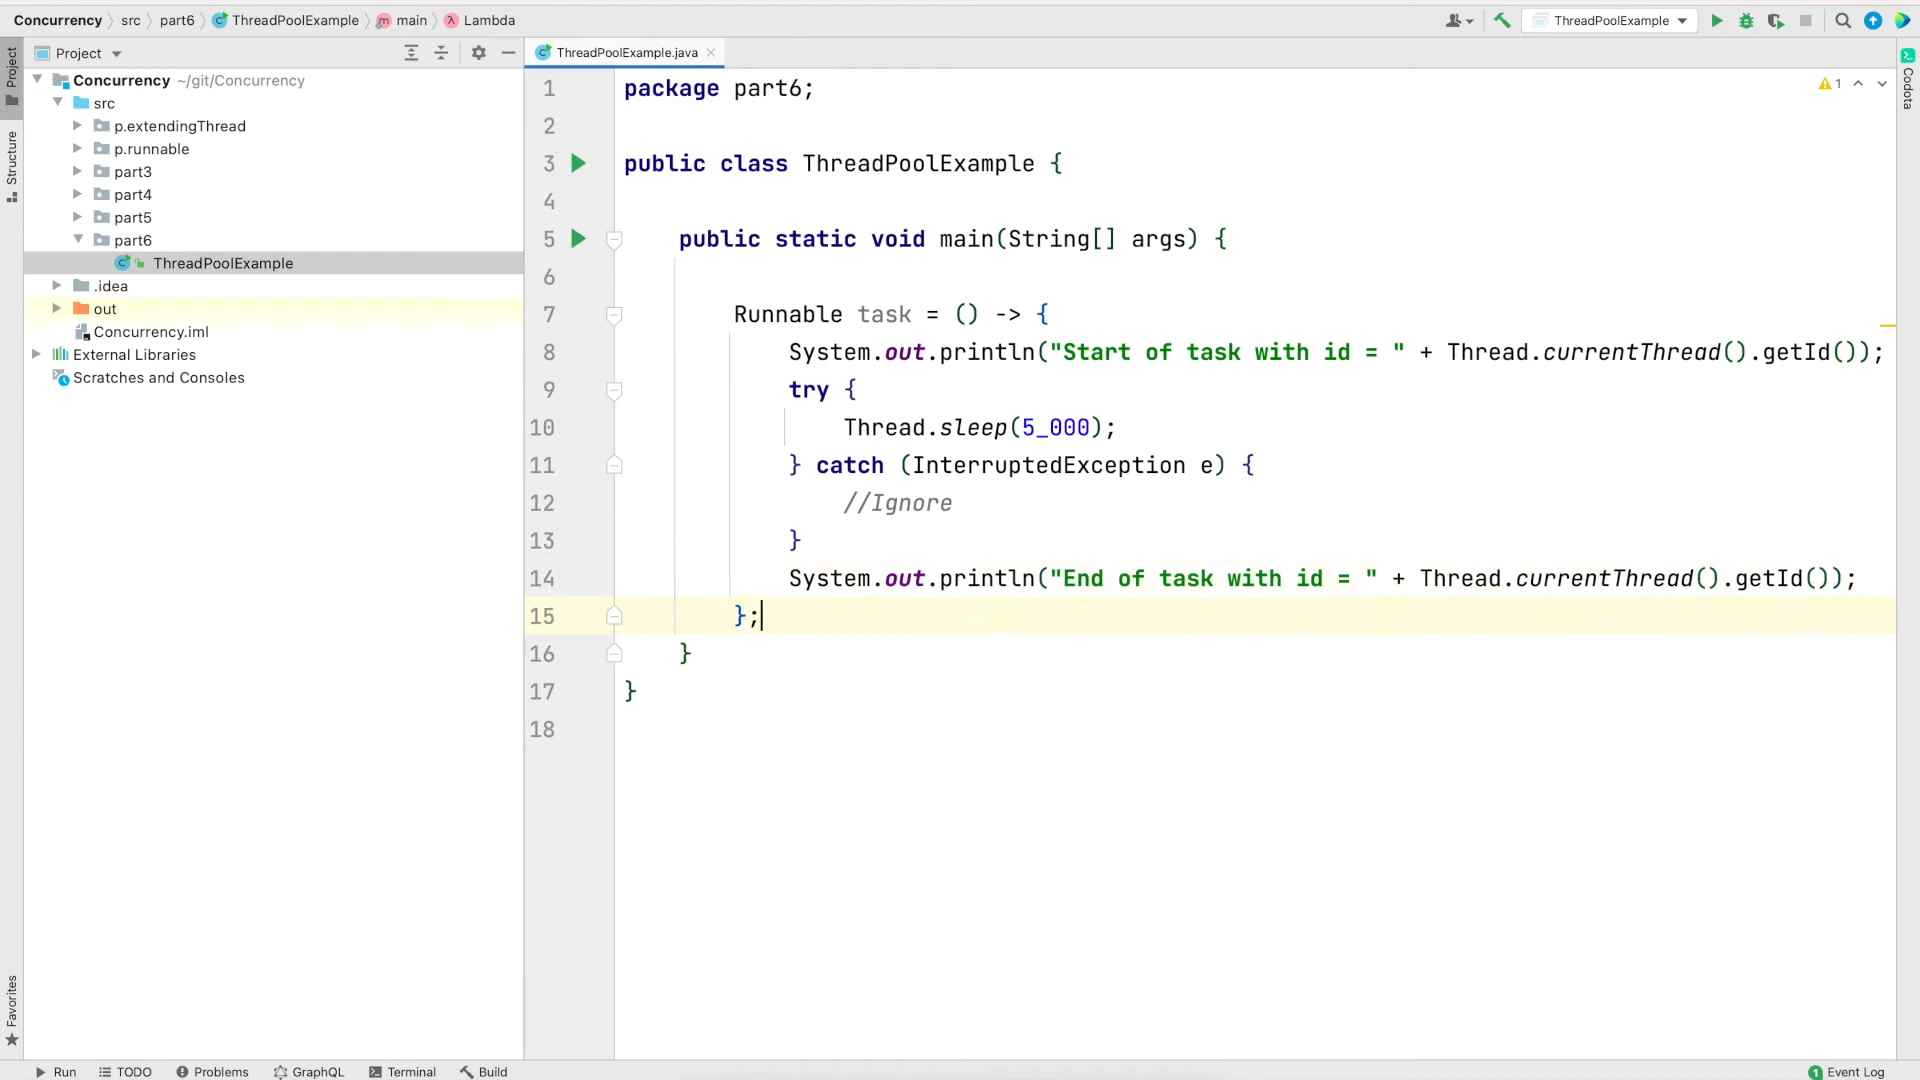 Concurrency src part6 ThreadPoolExample main Lambda
ThreadPoolExample
Project
ThreadPoolExample.java
Project
Structure
Favorites
Codota
Concurrency ~/git/Concurrency
src
p.extendingThread
p.runnable
part3
part4
part5
part6
ThreadPoolExample
.idea
out
Concurrency.iml
External Libraries
Scratches and Consoles
1
1 package part6;
2
3 public class ThreadPoolExample {
4
5 public static void main(String[] args) {
6
7 Runnable task = () -> {
8 System.out.println("Start of task with id = " + Thread.currentThread().getId());
9 try {
10 Thread.sleep(5_000);
11 } catch (InterruptedException e) {
12 //Ignore
13 }
14 System.out.println("End of task with id = " + Thread.currentThread().getId());
15 };
16 }
17 }
18
Run TODO Problems GraphQL Terminal Build
1 Event Log